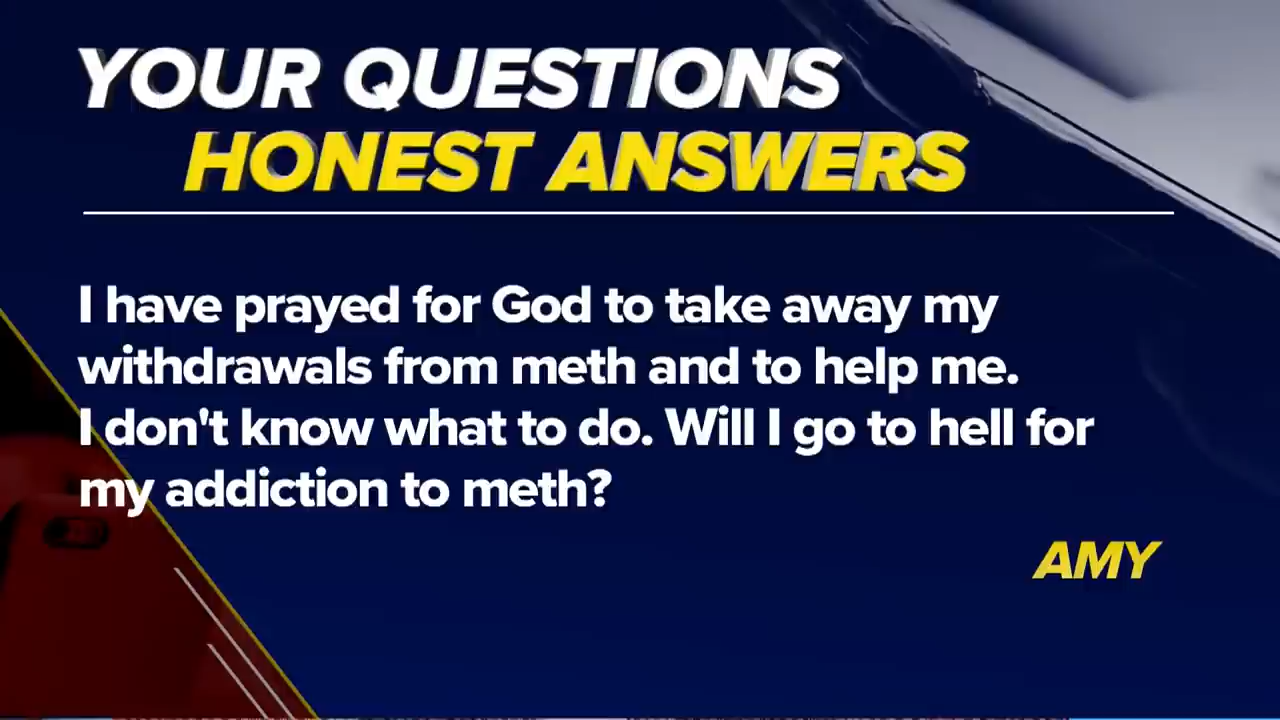 YOUR QUESTIONS
HONEST ANSWERS
I have prayed for God to take away my
withdrawals from meth and to help me.
I don't know what to do. Will I go to hell for
my addiction to meth?
AMY